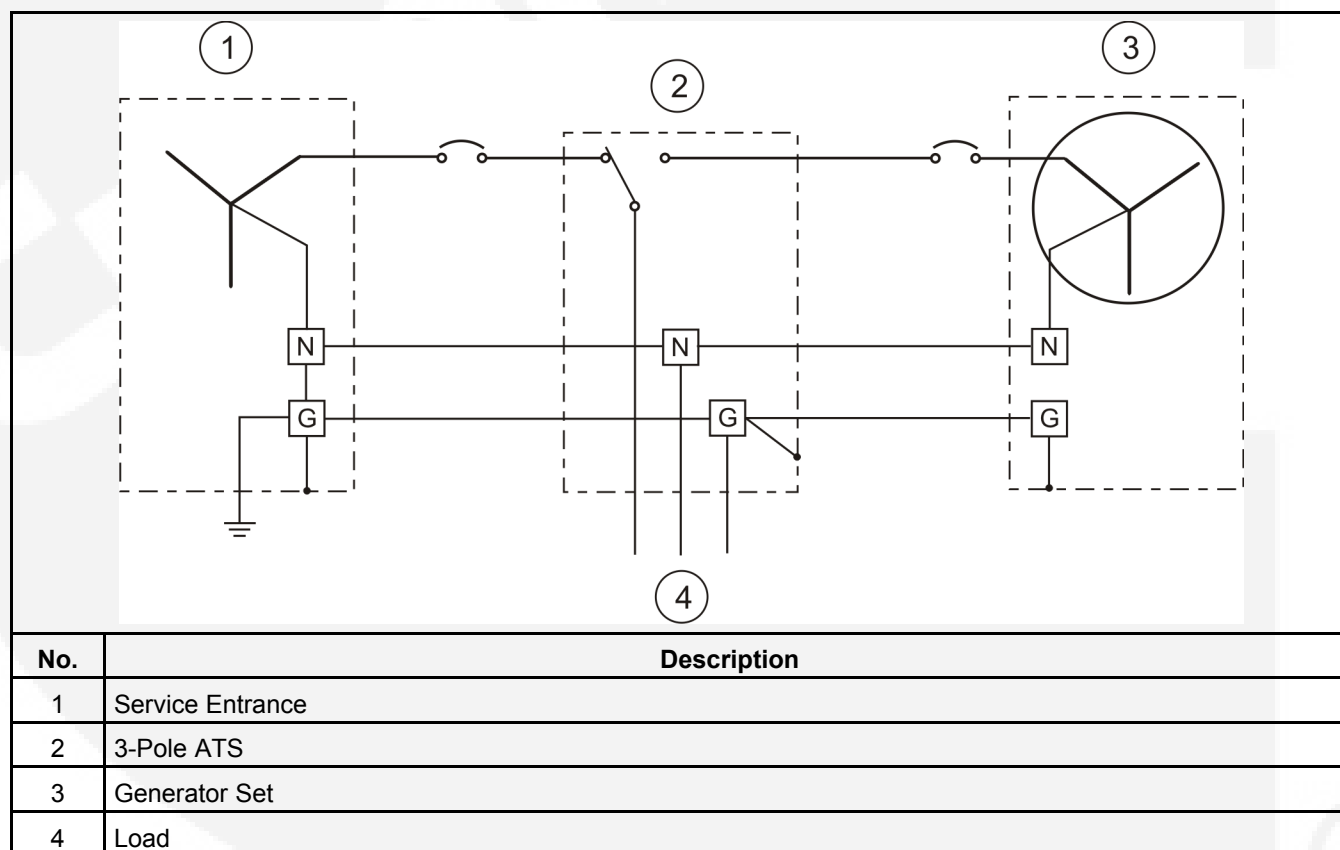 1
3
2
N
N
N
G
G
G
4
No. Description
1 Service Entrance
2 3-Pole ATS
3 Generator Set
4 Load